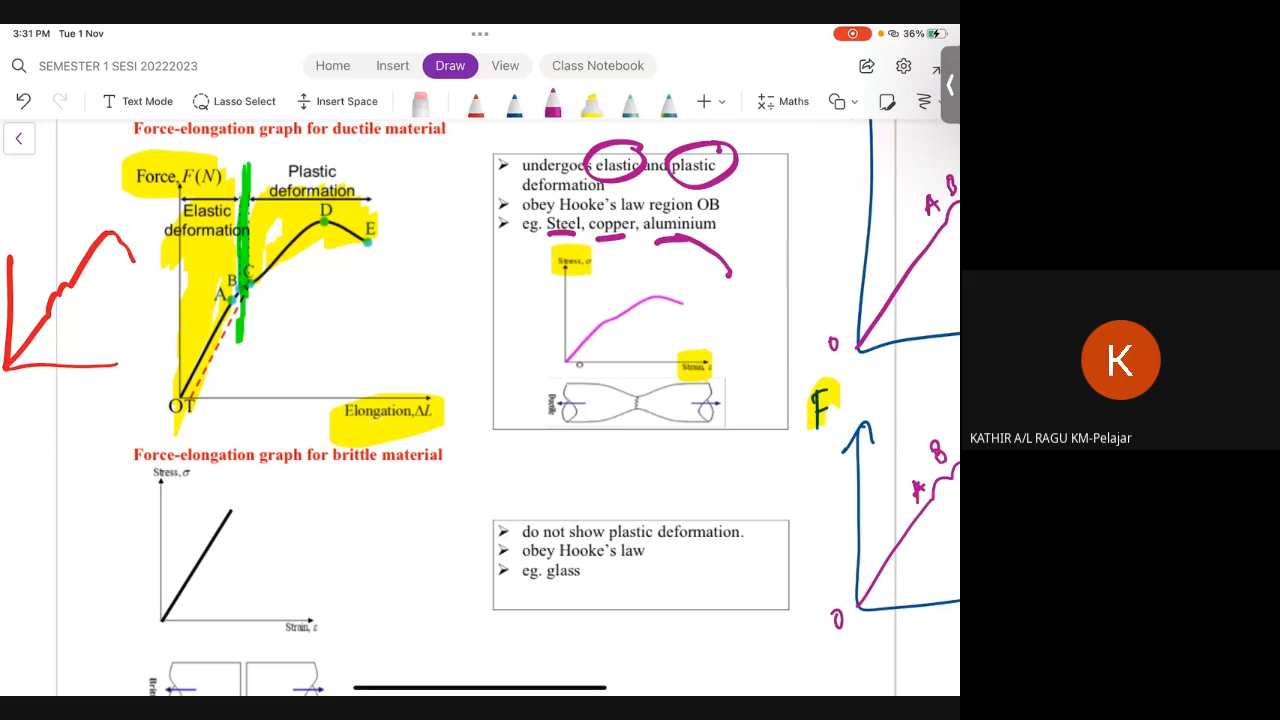 3:31 PM Tue 1 Nov
36%
SEMESTER 1 SESI 20222023
Home Insert Draw View Class Notebook
Text Mode Lasso Select Insert Space Maths
Force-elongation graph for ductile material
Force, F(N)
Plastic
deformation
Elastic
deformation
A
B
C
D
E
OT
Elongation,ΔL
➢ undergoes elastic and plastic
deformation
➢ obey Hooke's law region OB
➢ eg. Steel, copper, aluminium
Stress, σ
O
Strain, ε
Ductile
Force-elongation graph for brittle material
Stress, σ
Strain, ε
➢ do not show plastic deformation.
➢ obey Hooke's law
➢ eg. glass
A B
O
F
A B
O
K
KATHIR A/L RAGU KM-Pelajar